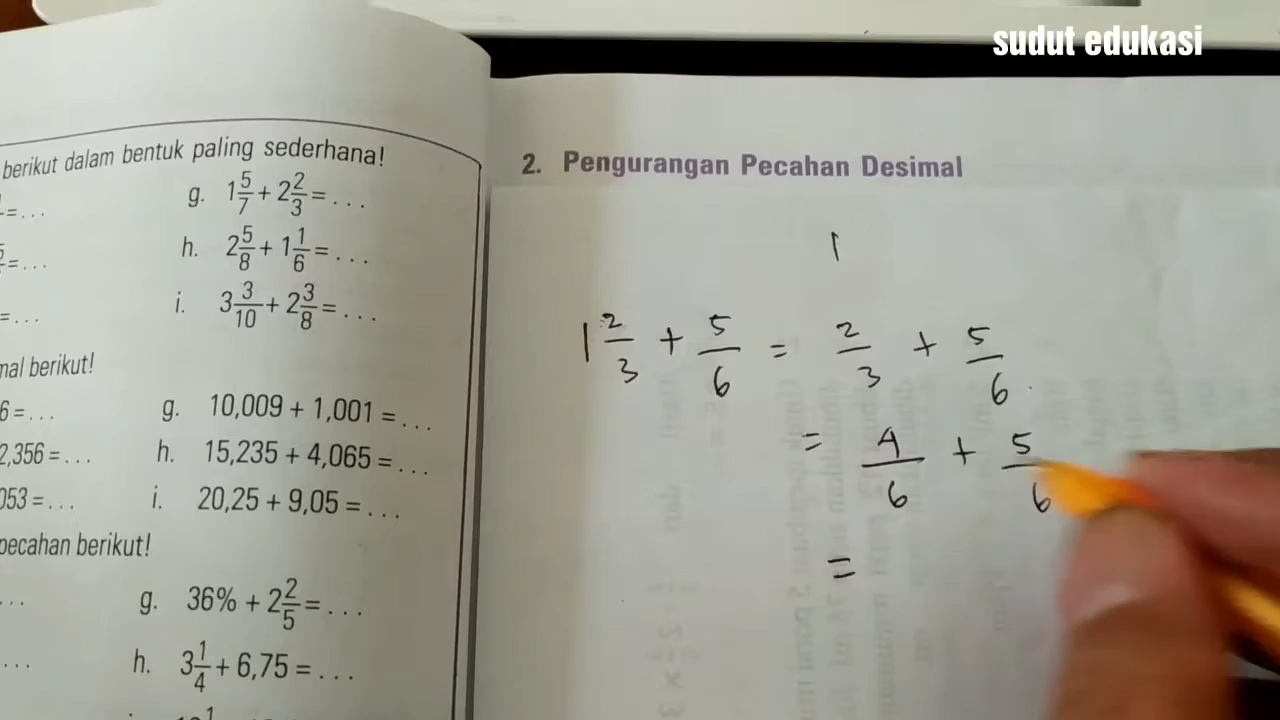 sudut edukasi
berikut dalam bentuk paling sederhana!
= . . .
g. 1 5/7 + 2 2/3 = . . .
= . . .
h. 2 5/8 + 1 1/6 = . . .
= . . .
i. 3 3/10 + 2 3/8 = . . .
mal berikut!
6 = . . .
g. 10,009 + 1,001 = . . .
2,356 = . . .
h. 15,235 + 4,065 = . . .
053 = . . .
i. 20,25 + 9,05 = . . .
pecahan berikut!
. . .
g. 36% + 2 2/5 = . . .
. . .
h. 3 1/4 + 6,75 = . . .
2. Pengurangan Pecahan Desimal
1
1 2/3 + 5/6 = 2/3 + 5/6
= 4/6 + 5/6
=